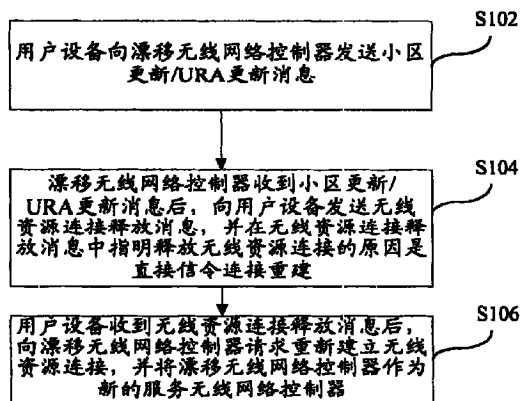 S102
用户设备向漂移无线网络控制器发送小区
更新/URA更新消息
S104
漂移无线网络控制器收到小区更新/
URA更新消息后，向用户设备发送无线
资源连接释放消息，并在无线资源连接释
放消息中指明释放无线资源连接的原因是
直接信令连接重建
S106
用户设备收到无线资源连接释放消息后，
向漂移无线网络控制器请求重新建立无线
资源连接，并将漂移无线网络控制器作为
新的服务无线网络控制器